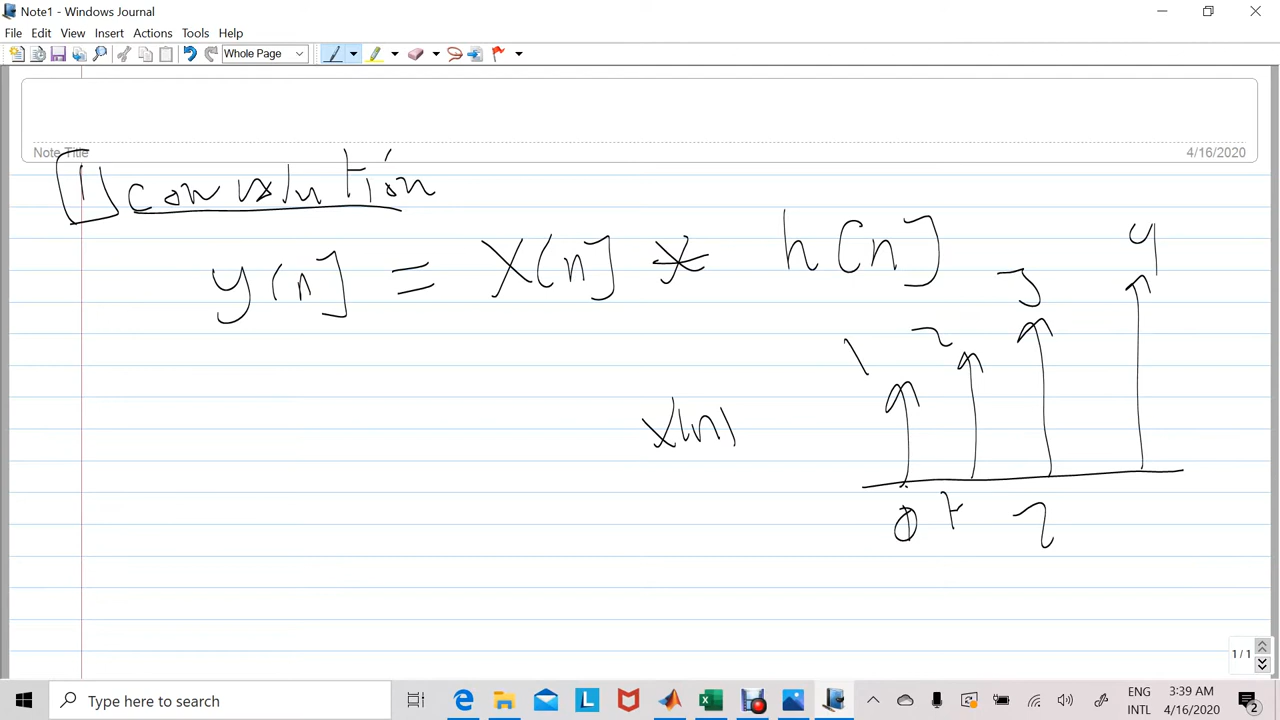 Note1 - Windows Journal
File Edit View Insert Actions Tools Help
Whole Page
Note Title
4/16/2020
1 convolution
y[n] = x[n] * h[n]
1 2 3 4
x[n]
0 1 2
1/1
Type here to search
ENG
INTL
3:39 AM
4/16/2020
2